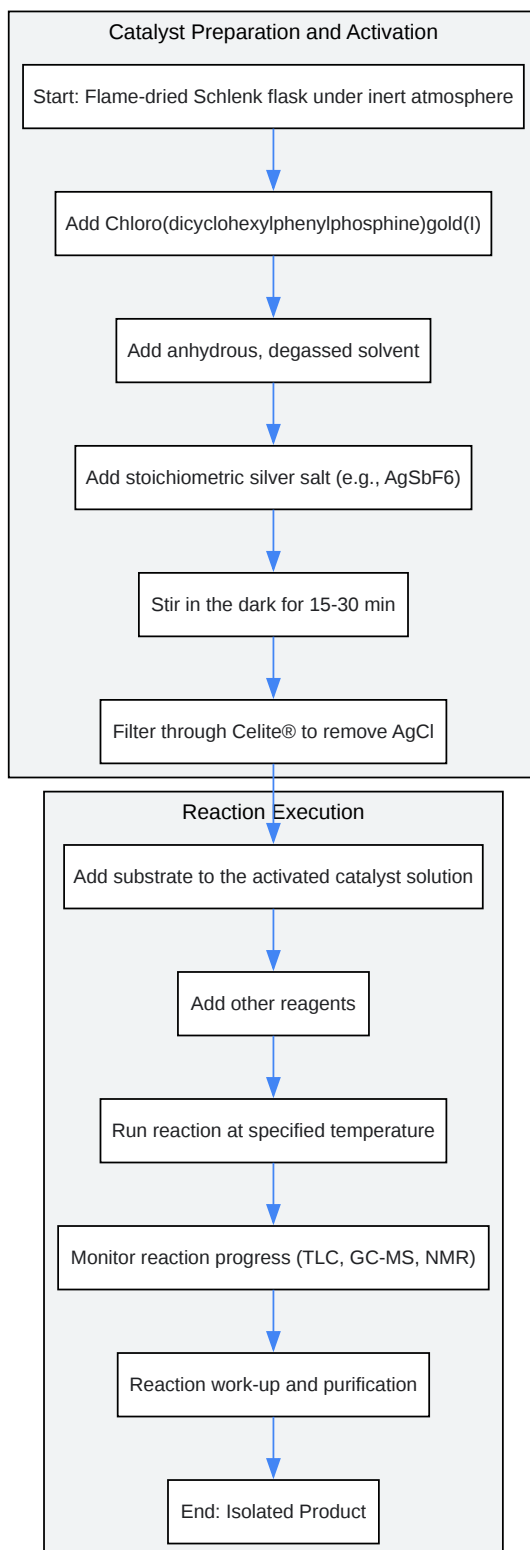 Catalyst Preparation and Activation
Start: Flame-dried Schlenk flask under inert atmosphere
Add Chloro(dicyclohexylphenylphosphine)gold(I)
Add anhydrous, degassed solvent
Add stoichiometric silver salt (e.g., AgSbF6)
Stir in the dark for 15-30 min
Filter through Celite® to remove AgCl
Reaction Execution
Add substrate to the activated catalyst solution
Add other reagents
Run reaction at specified temperature
Monitor reaction progress (TLC, GC-MS, NMR)
Reaction work-up and purification
End: Isolated Product